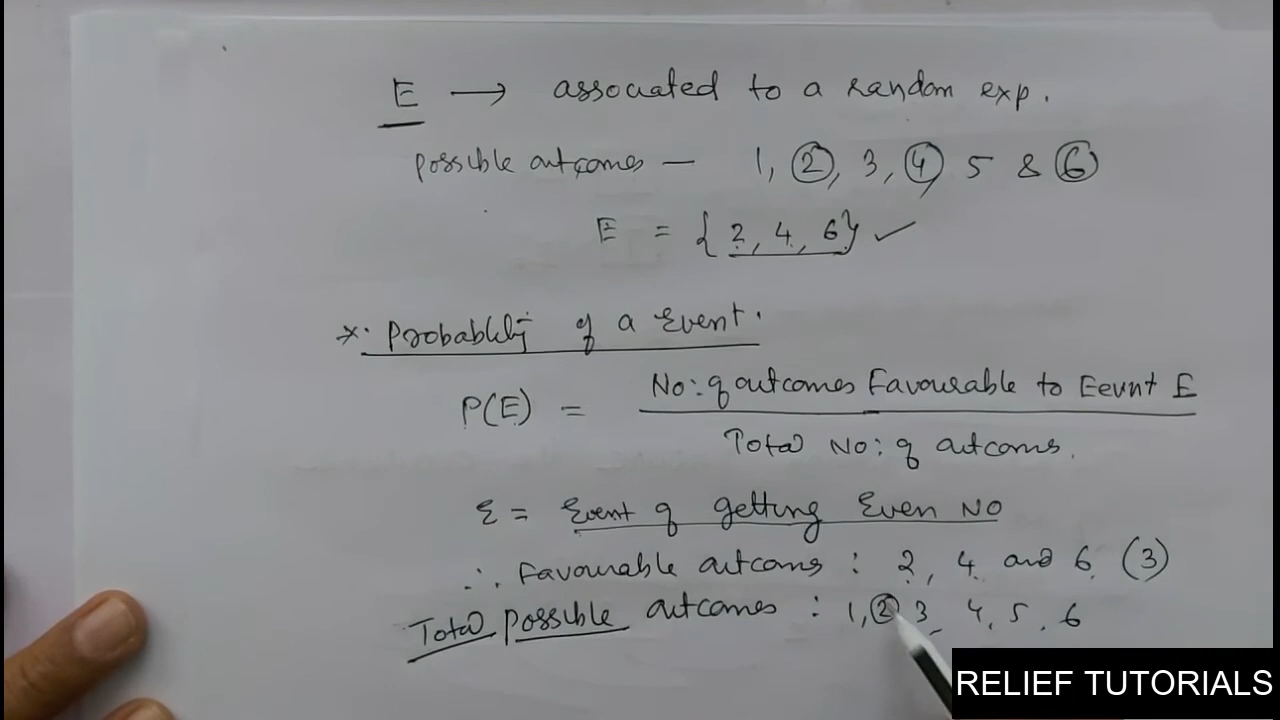 E → associated to a random exp.
possible outcomes — 1, 2, 3, 4, 5 & 6
E = {2, 4, 6} ✓
*. Probability of a Event.
P(E) = No: of outcomes Favourable to Eevnt E
Total No: of outcoms.
E = Event of getting Even NO
∴ Favourable outcoms : 2, 4 and 6 (3)
Total possible outcomes : 1, 2 3, 4, 5, 6
RELIEF TUTORIALS